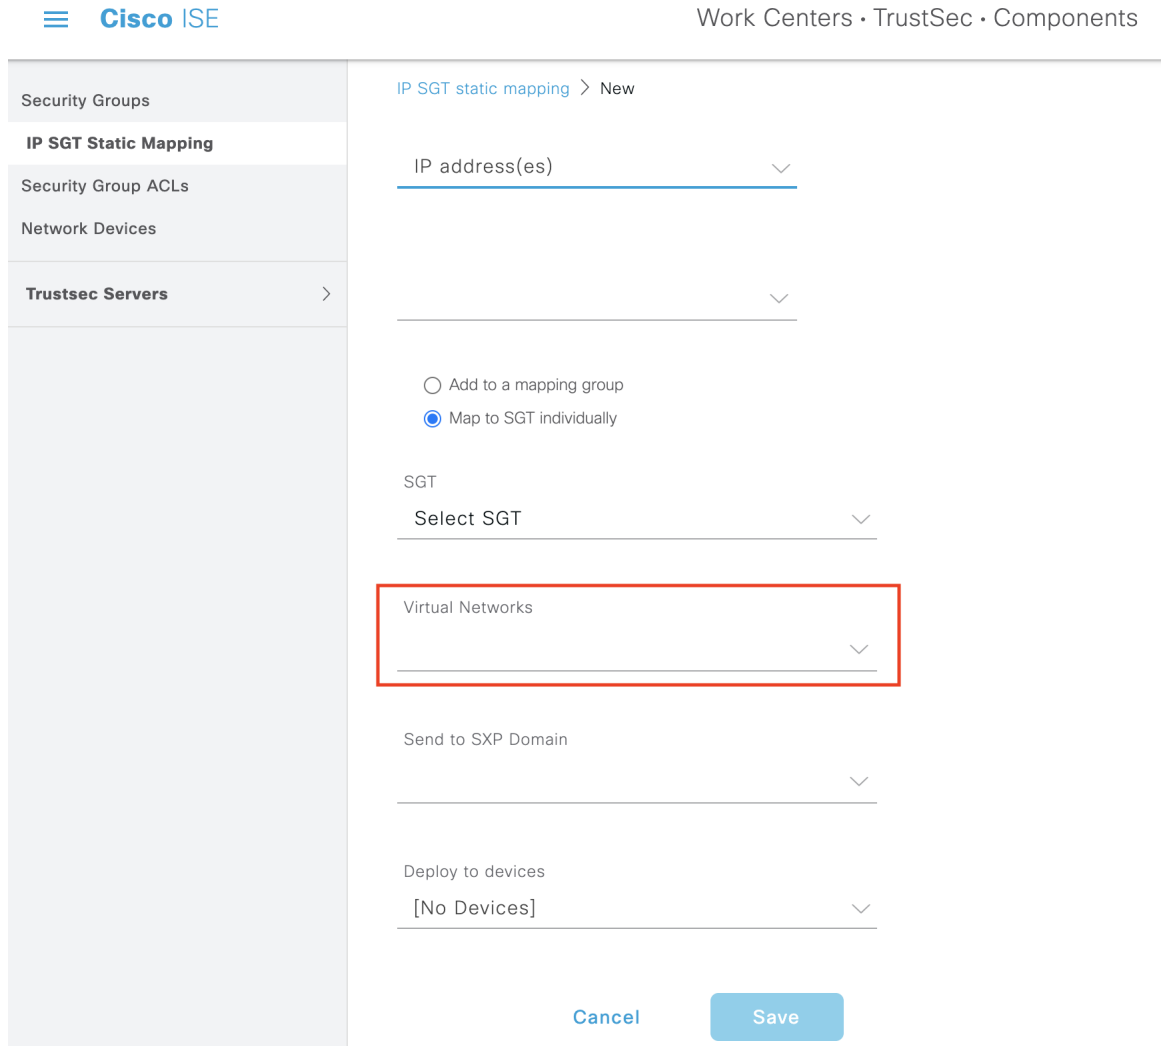 Cisco ISE
Work Centers • TrustSec • Components
Security Groups
IP SGT Static Mapping
Security Group ACLs
Network Devices
Trustsec Servers
IP SGT static mapping > New
IP address(es)
Add to a mapping group
Map to SGT individually
SGT
Select SGT
Virtual Networks
Send to SXP Domain
Deploy to devices
[No Devices]
Cancel
Save